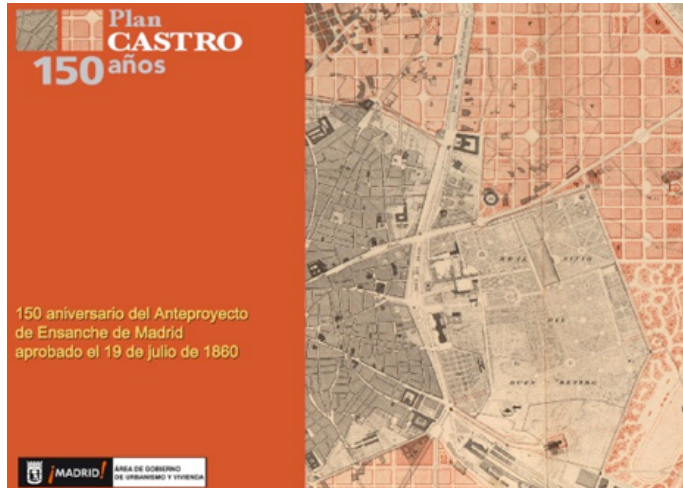 Plan
CASTRO
150 años
150 aniversario del Anteproyecto
de Ensanche de Madrid
aprobado el 19 de julio de 1860
¡MADRID!
ÁREA DE GOBIERNO
DE URBANISMO Y VIVIENDA
REAL SITIO
DEL
BUEN RETIRO